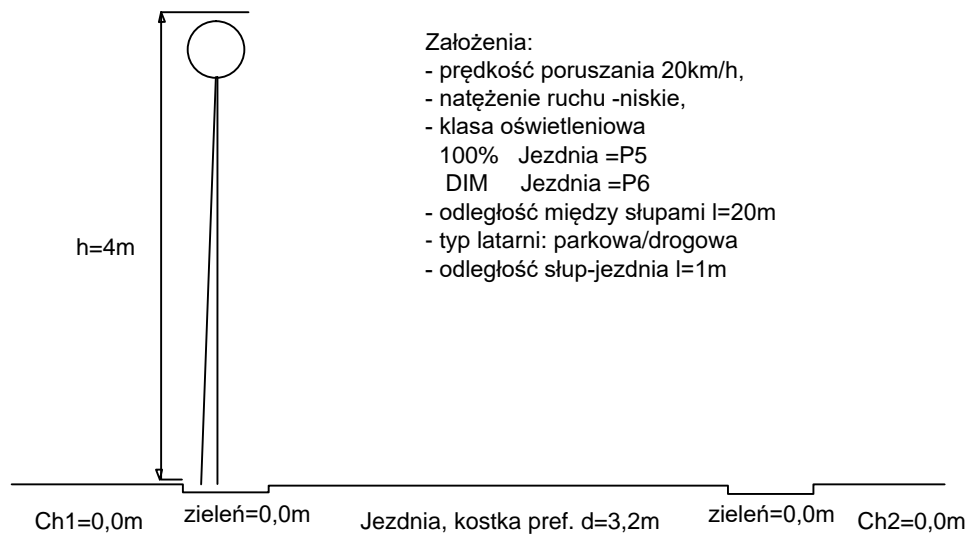 Założenia:
- prędkość poruszania 20km/h,
- natężenie ruchu -niskie,
- klasa oświetleniowa
100% Jezdnia =P5
DIM Jezdnia =P6
- odległość między słupami l=20m
- typ latarni: parkowa/drogowa
- odległość słup-jezdnia l=1m
h=4m
Ch1=0,0m
zieleń=0,0m
Jezdnia, kostka pref. d=3,2m
zieleń=0,0m
Ch2=0,0m